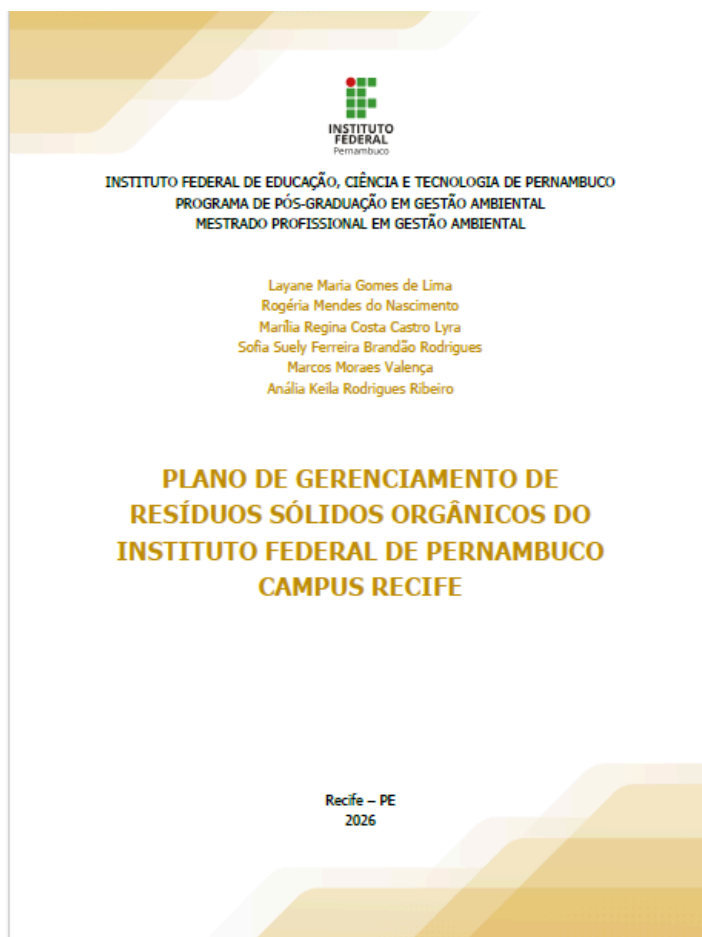 INSTITUTO
FEDERAL
Pernambuco
INSTITUTO FEDERAL DE EDUCAÇÃO, CIÊNCIA E TECNOLOGIA DE PERNAMBUCO
PROGRAMA DE PÓS-GRADUAÇÃO EM GESTÃO AMBIENTAL
MESTRADO PROFISSIONAL EM GESTÃO AMBIENTAL
Layane Maria Gomes de Lima
Rogéria Mendes do Nascimento
Marília Regina Costa Castro Lyra
Sofia Suely Ferreira Brandão Rodrigues
Marcos Moraes Valença
Anália Keila Rodrigues Ribeiro
PLANO DE GERENCIAMENTO DE
RESÍDUOS SÓLIDOS ORGÂNICOS DO
INSTITUTO FEDERAL DE PERNAMBUCO
CAMPUS RECIFE
Recife – PE
2026